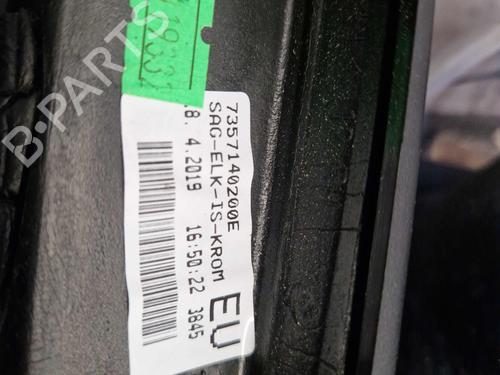 B-PARTS
7357140200E
SAG-ELK-IS-KROM
8. 4.2019 16:50:22 3845
EU